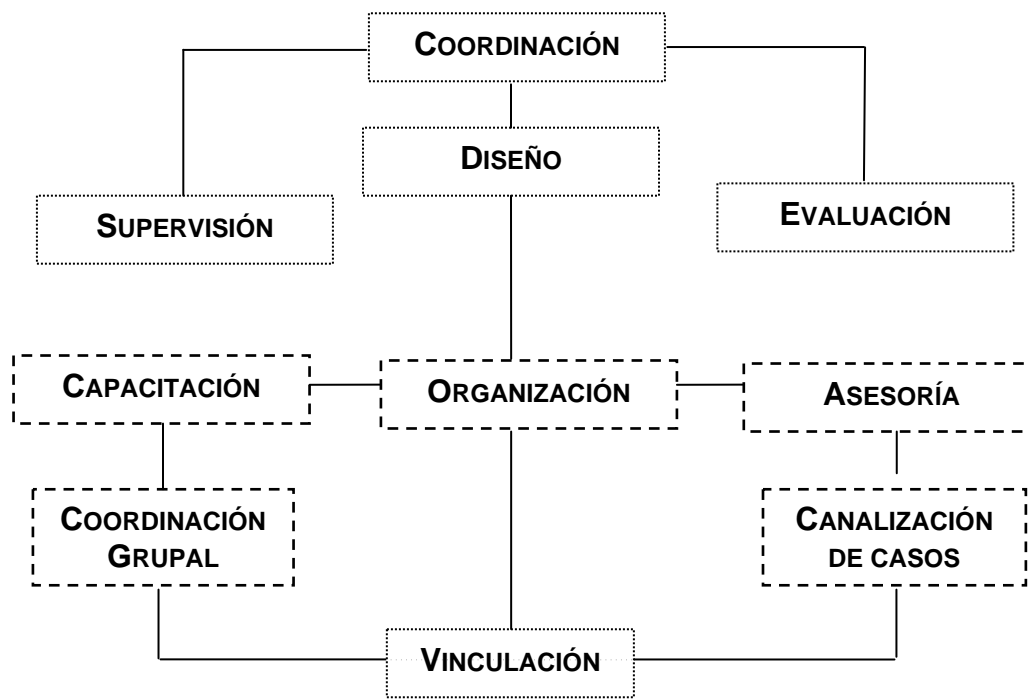 COORDINACIÓN
DISEÑO
SUPERVISIÓN
EVALUACIÓN
CAPACITACIÓN
ORGANIZACIÓN
ASESORÍA
COORDINACIÓN
GRUPAL
CANALIZACIÓN
DE CASOS
VINCULACIÓN